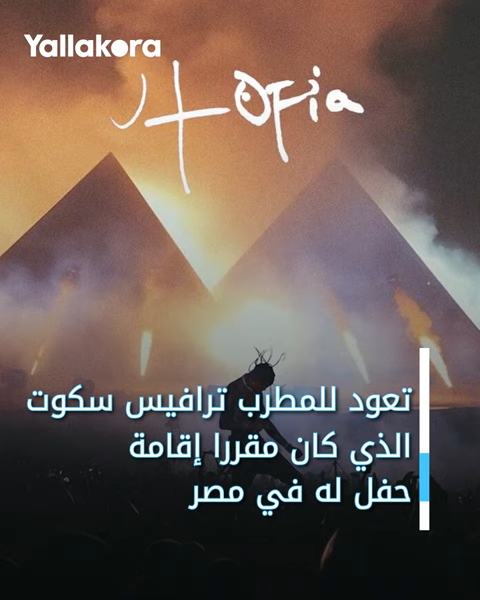 Yallakora
UTOPia
تعود للمطرب ترافيس سكوت
الذي كان مقررا إقامة
حفل له في مصر